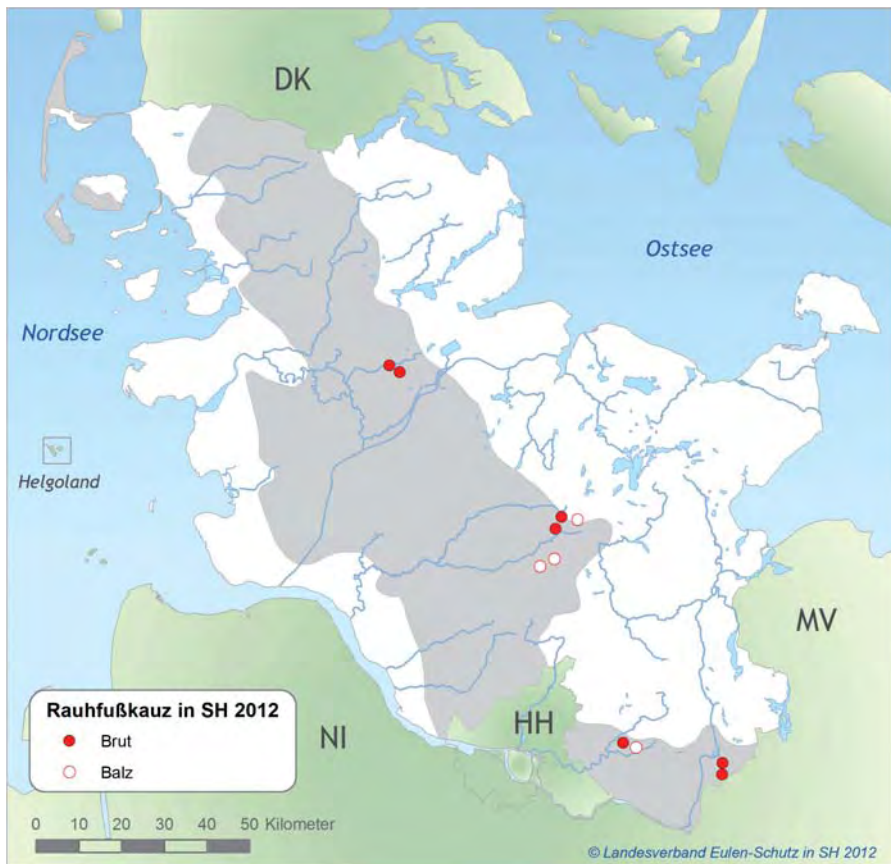 DK
Ostsee
Nordsee
Helgoland
MV
HH
NI
Rauhfußkauz in SH 2012
Brut
Balz
0 10 20 30 40 50 Kilometer
© Landesverband Eulen-Schutz in SH 2012